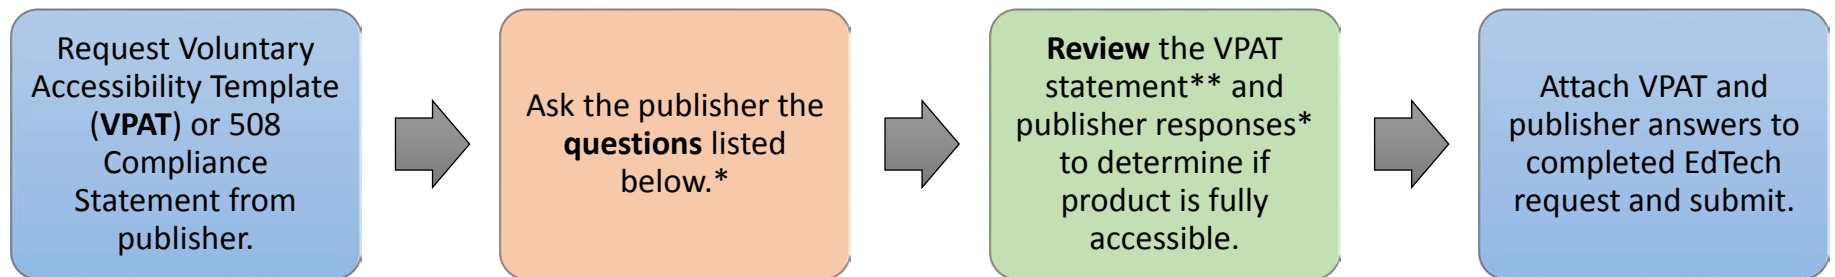 Request Voluntary
Accessibility Template
(VPAT) or 508
Compliance
Statement from
publisher.
Ask the publisher the
questions listed
below.*
Review the VPAT
statement** and
publisher responses*
to determine if
product is fully
accessible.
Attach VPAT and
publisher answers to
completed EdTech
request and submit.